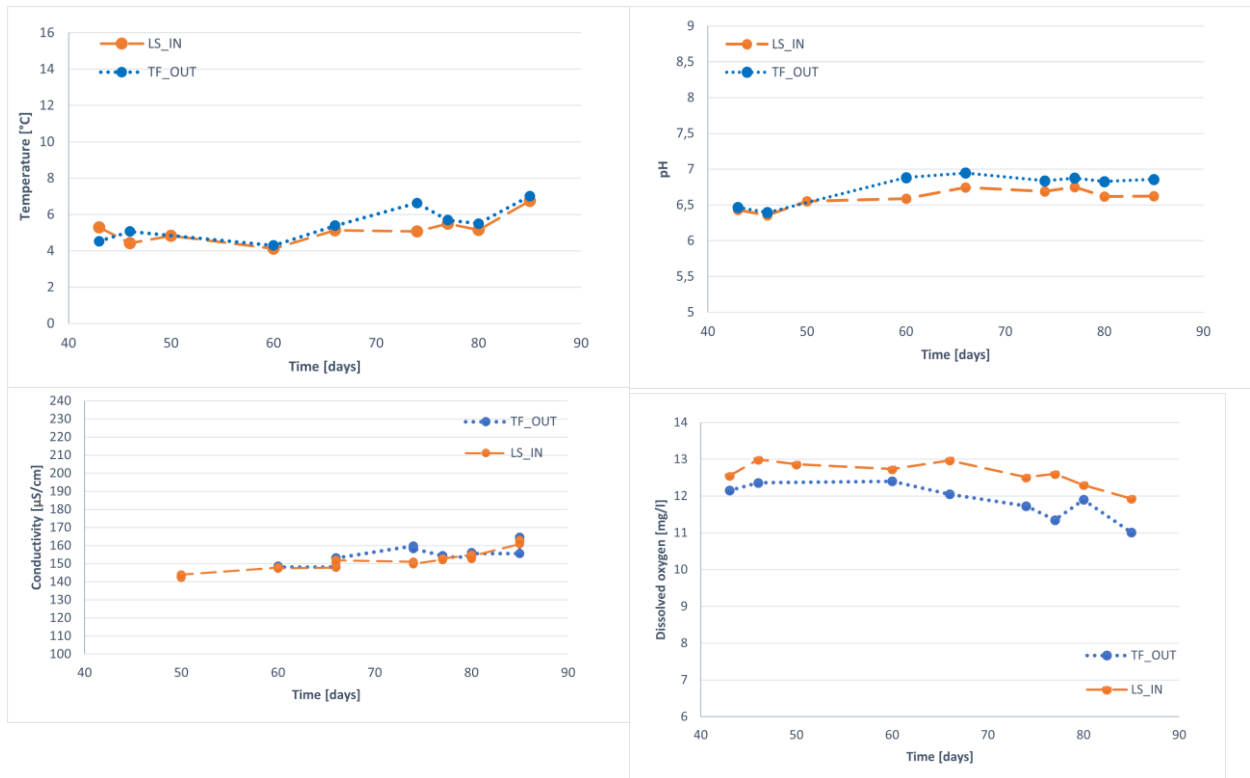 16
14
12
10
8
6
4
2
0
Temperature [°C]
LS_IN
TF_OUT
40 50 60 70 80 90
Time [days]
9
8,5
8
7,5
7
6,5
6
5,5
5
pH
LS_IN
TF_OUT
40 50 60 70 80 90
Time [days]
240
230
220
210
200
190
180
170
160
150
140
130
120
110
100
Conductivity [µS/cm]
TF_OUT
LS_IN
40 50 60 70 80 90
Time [days]
14
13
12
11
10
9
8
7
6
Dissolved oxygen [mg/l]
TF_OUT
LS_IN
40 50 60 70 80 90
Time [days]